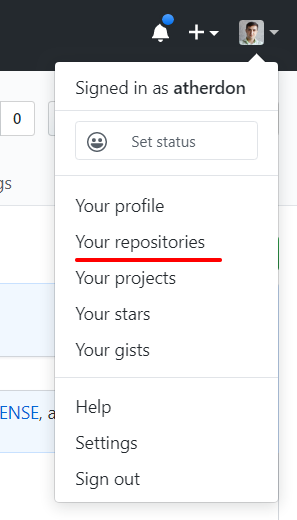 Signed in as atherdon
0
Set status
gs
Your profile
Your repositories
Your projects
Your stars
Your gists
Help
ENSE, a
Settings
Sign out